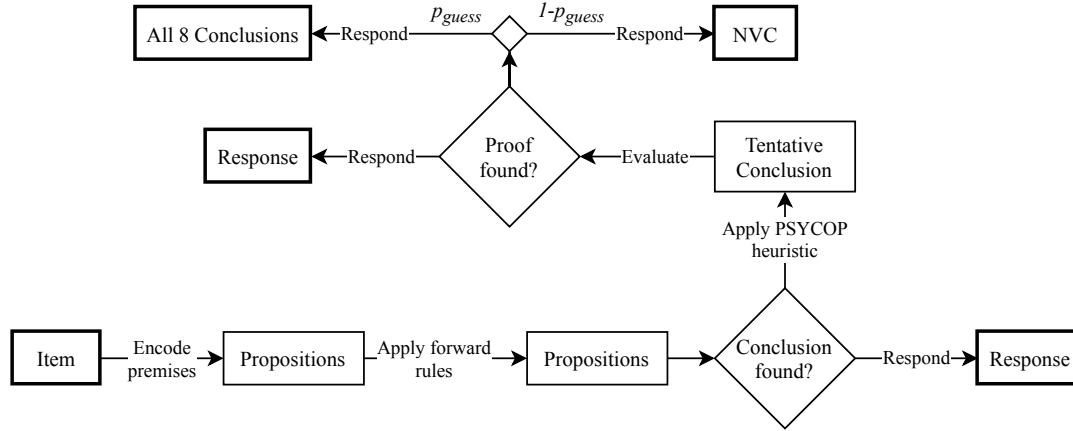 p_guess
1-p_guess
All 8 Conclusions
Respond
Respond
NVC
Response
Respond
Proof
found?
Evaluate
Tentative
Conclusion
Apply PSYCOP
heuristic
Item
Encode
premises
Propositions
Apply forward
rules
Propositions
Conclusion
found?
Respond
Response